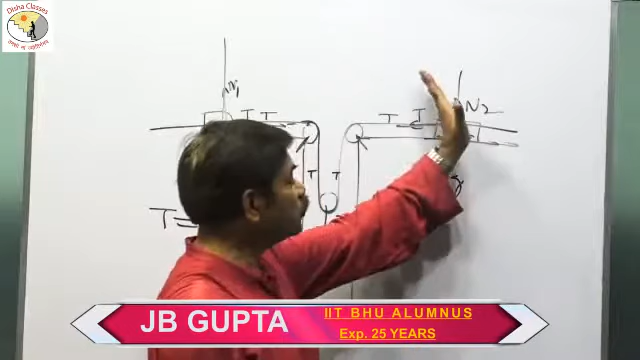 Disha Classes
N1
T T
T T
N2
T T
T
JB GUPTA
IIT BHU ALUMNUS
Exp. 25 YEARS